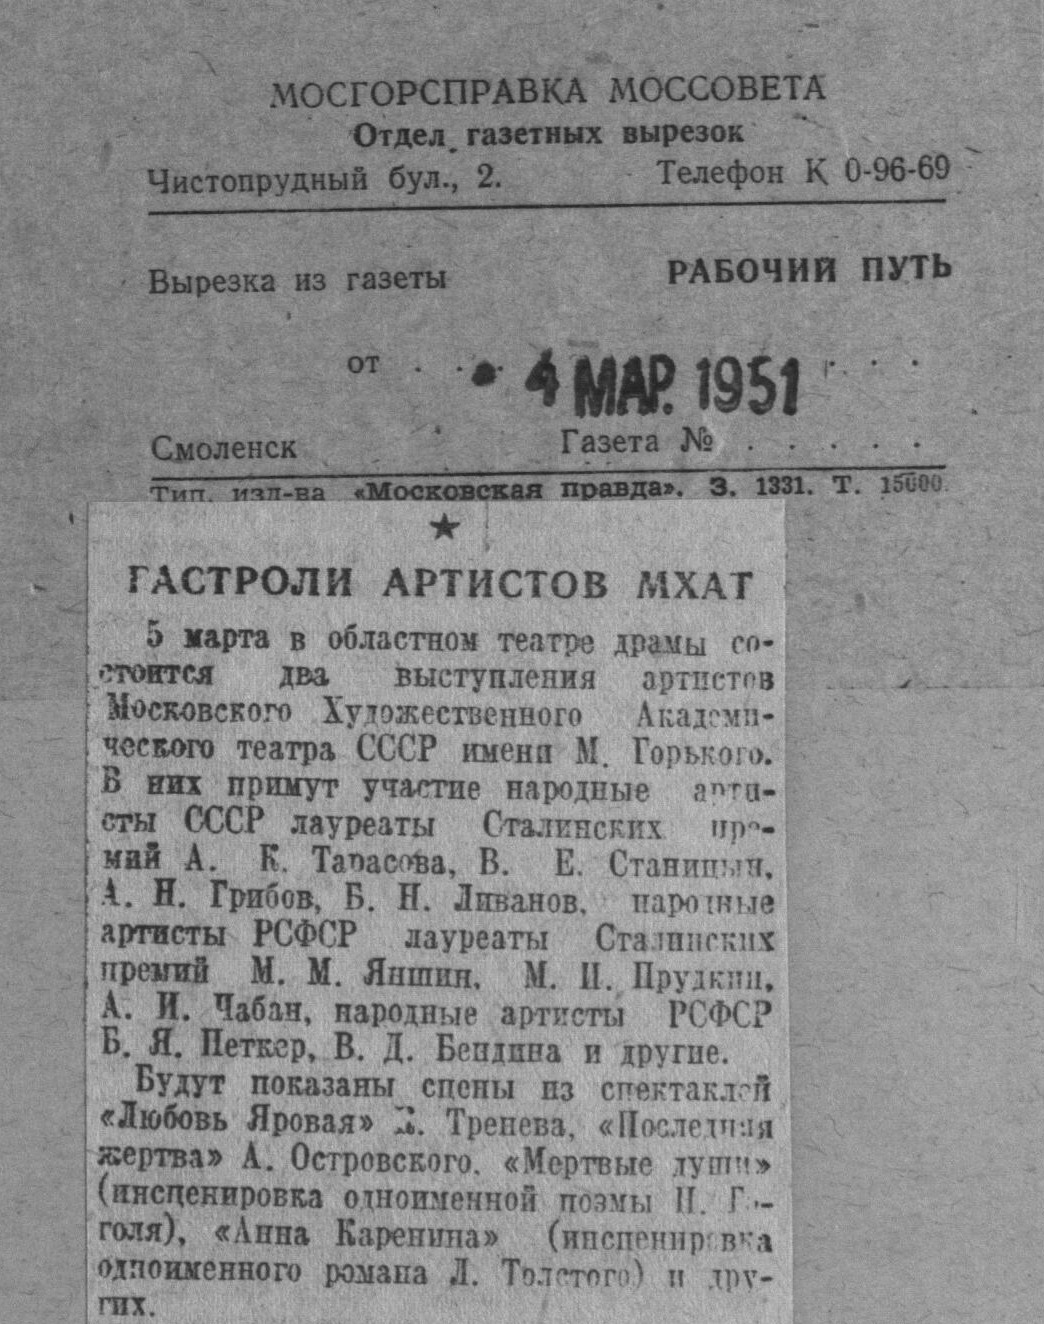 МОСГОРСПРАВКА МОССОВЕТА
Отдел газетных вырезок
Чистопрудный бул., 2. Телефон К 0-96-69
Вырезка из газеты РАБОЧИЙ ПУТЬ
от . . . 4 МАР. 1951 . . .
Смоленск Газета № . . . . .
Тип. изд-ва «Московская правда». З. 1331. Т. 15000.
★
ГАСТРОЛИ АРТИСТОВ МХАТ
5 марта в областном театре драмы со-
стоится два выступления артистов
Московского Художественного Академи-
ческого театра СССР имени М. Горького.
В них примут участие народные арти-
сты СССР лауреаты Сталинских пре-
мий А. К. Тарасова, В. Е. Станицын,
А. Н. Грибов, Б. Н. Ливанов, народные
артисты РСФСР лауреаты Сталинских
премий М. М. Яншин, М. И. Прудкин,
А. И. Чабан, народные артисты РСФСР
Б. Я. Петкер, В. Д. Бендина и другие.
Будут показаны сцены из спектаклей
«Любовь Яровая» К. Тренева, «Последняя
жертва» А. Островского, «Мертвые души»
(инсценировка одноименной поэмы Н. Го-
голя), «Анна Каренина» (инсценировка
одноименного романа Л. Толстого) и дру-
гих.